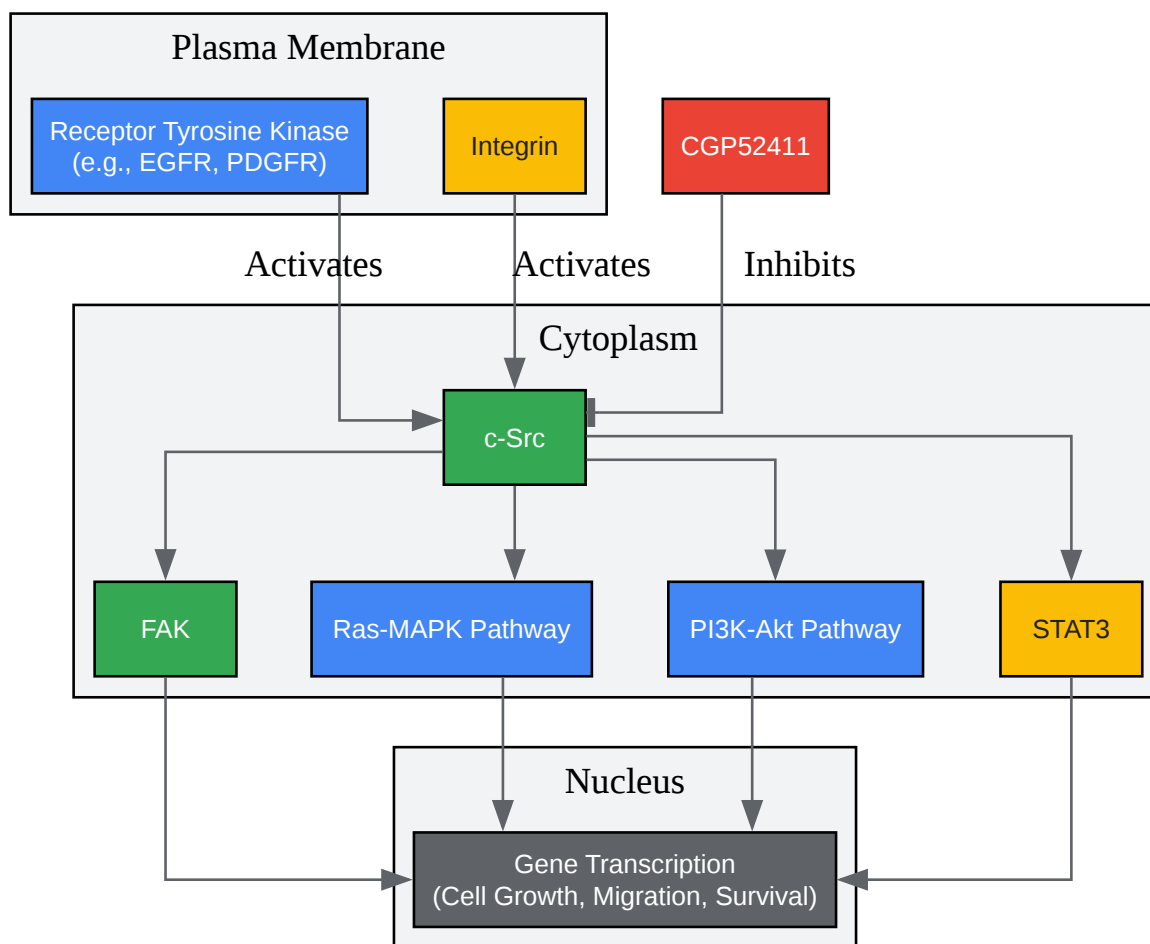 Plasma Membrane
Receptor Tyrosine Kinase
(e.g., EGFR, PDGFR)
Integrin
CGP52411
Activates
Activates
Inhibits
Cytoplasm
c-Src
FAK
Ras-MAPK Pathway
PI3K-Akt Pathway
STAT3
Nucleus
Gene Transcription
(Cell Growth, Migration, Survival)